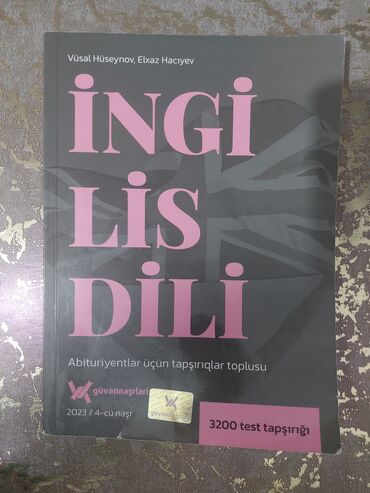 Vüsal Hüseynov, Elxaz Hacıyev
İNGİ
LİS
DİLİ
Abituriyentlər üçün tapşırıqlar toplusu
güvənnəşrləri
2023 / 4-cü nəşr
güvənnəşrləri
3200 test tapşırığı